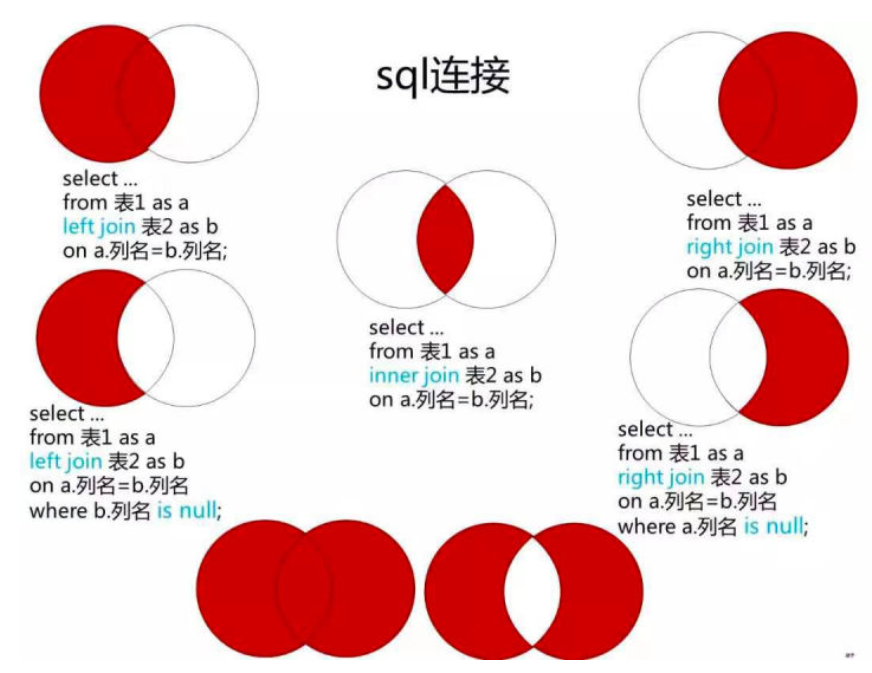 sql连接
select ...
from 表1 as a
left join 表2 as b
on a.列名=b.列名;
select ...
from 表1 as a
right join 表2 as b
on a.列名=b.列名;
select ...
from 表1 as a
inner join 表2 as b
on a.列名=b.列名;
select ...
from 表1 as a
left join 表2 as b
on a.列名=b.列名
where b.列名 is null;
select ...
from 表1 as a
right join 表2 as b
on a.列名=b.列名
where a.列名 is null;